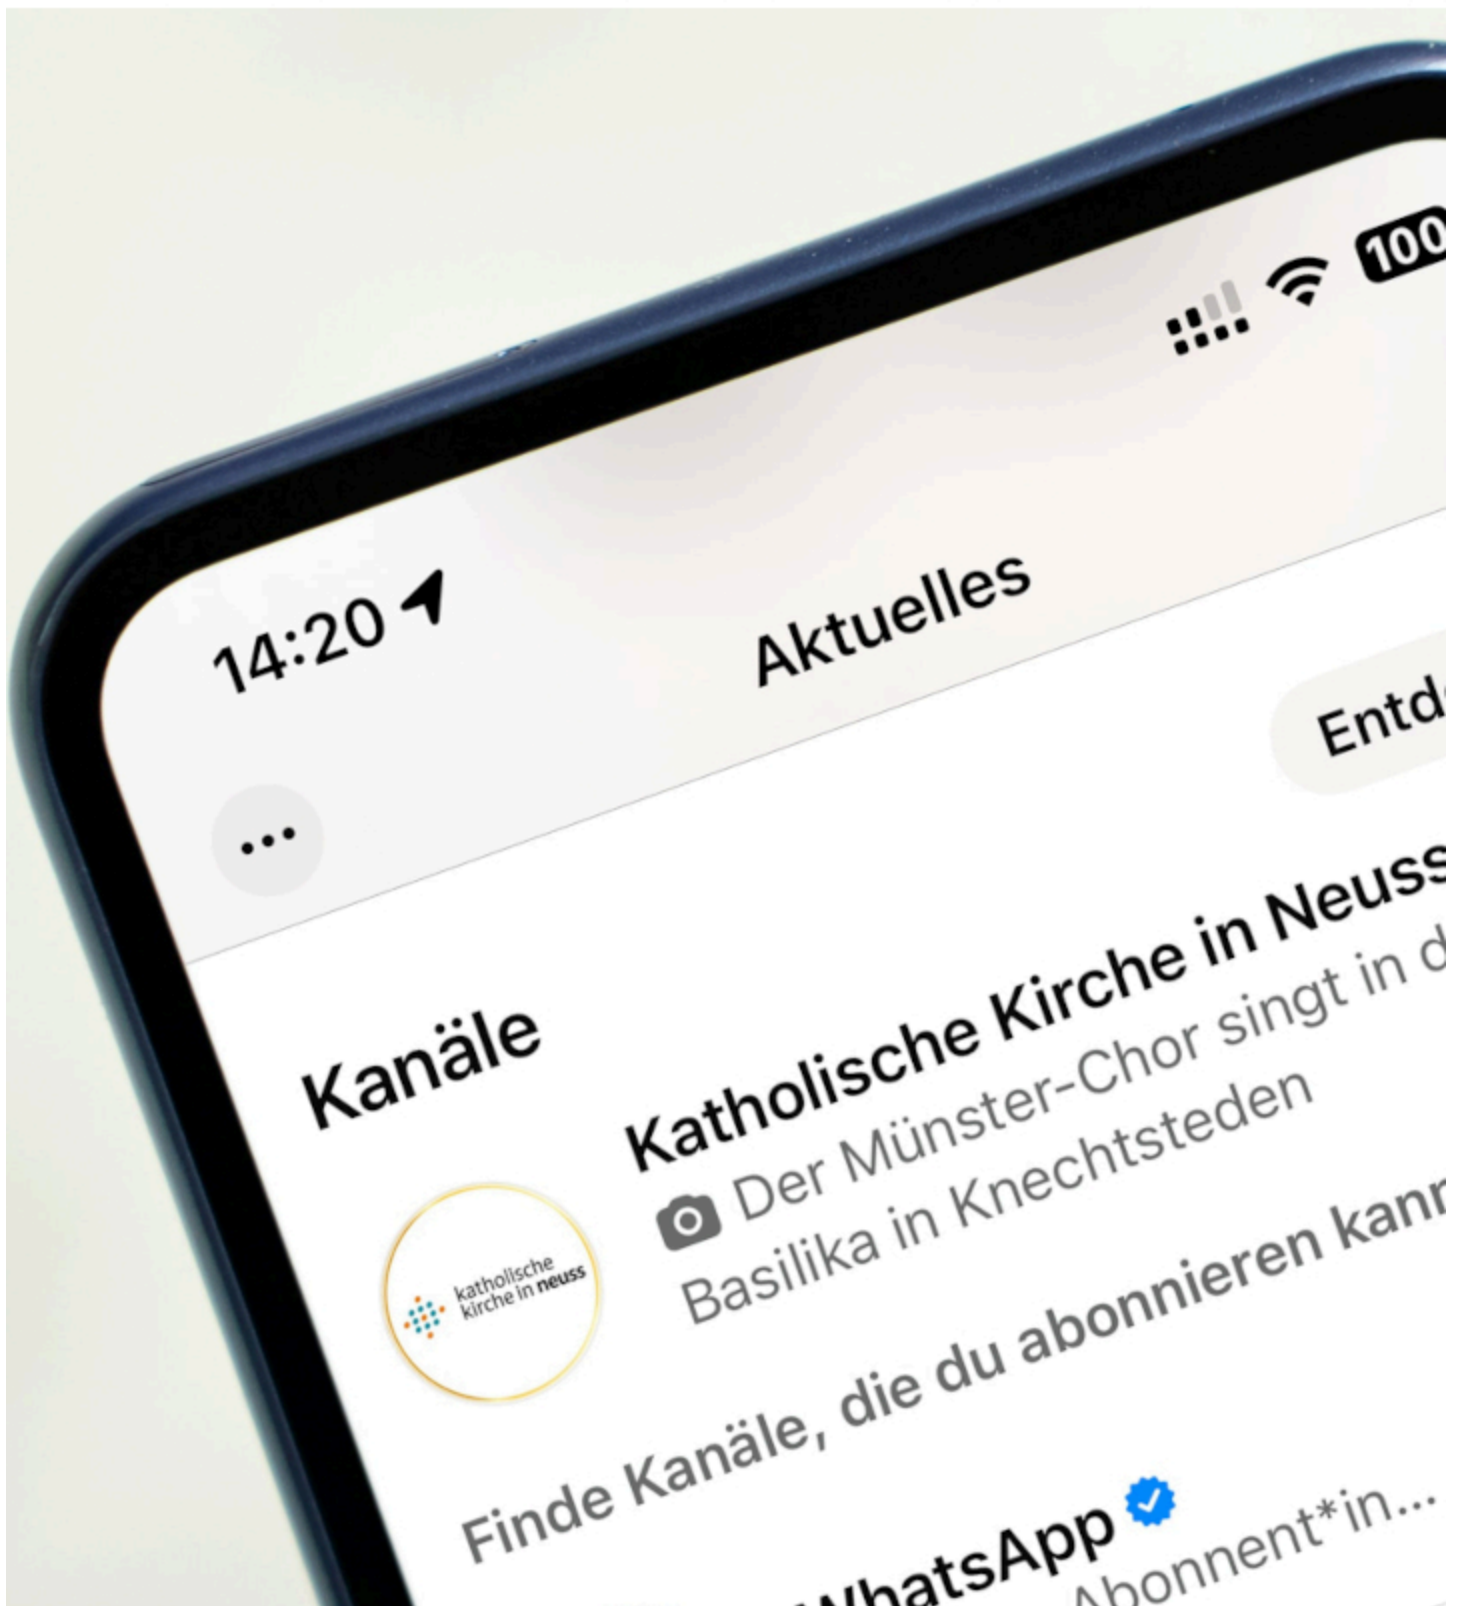 14:20
100
Aktuelles
Kanäle
Katholische Kirche in Neuss
Der Münster-Chor singt in d
Basilika in Knechtsteden
katholische
kirche in neuss
Finde Kanäle, die du abonnieren kann
WhatsApp
Abonnent*in...